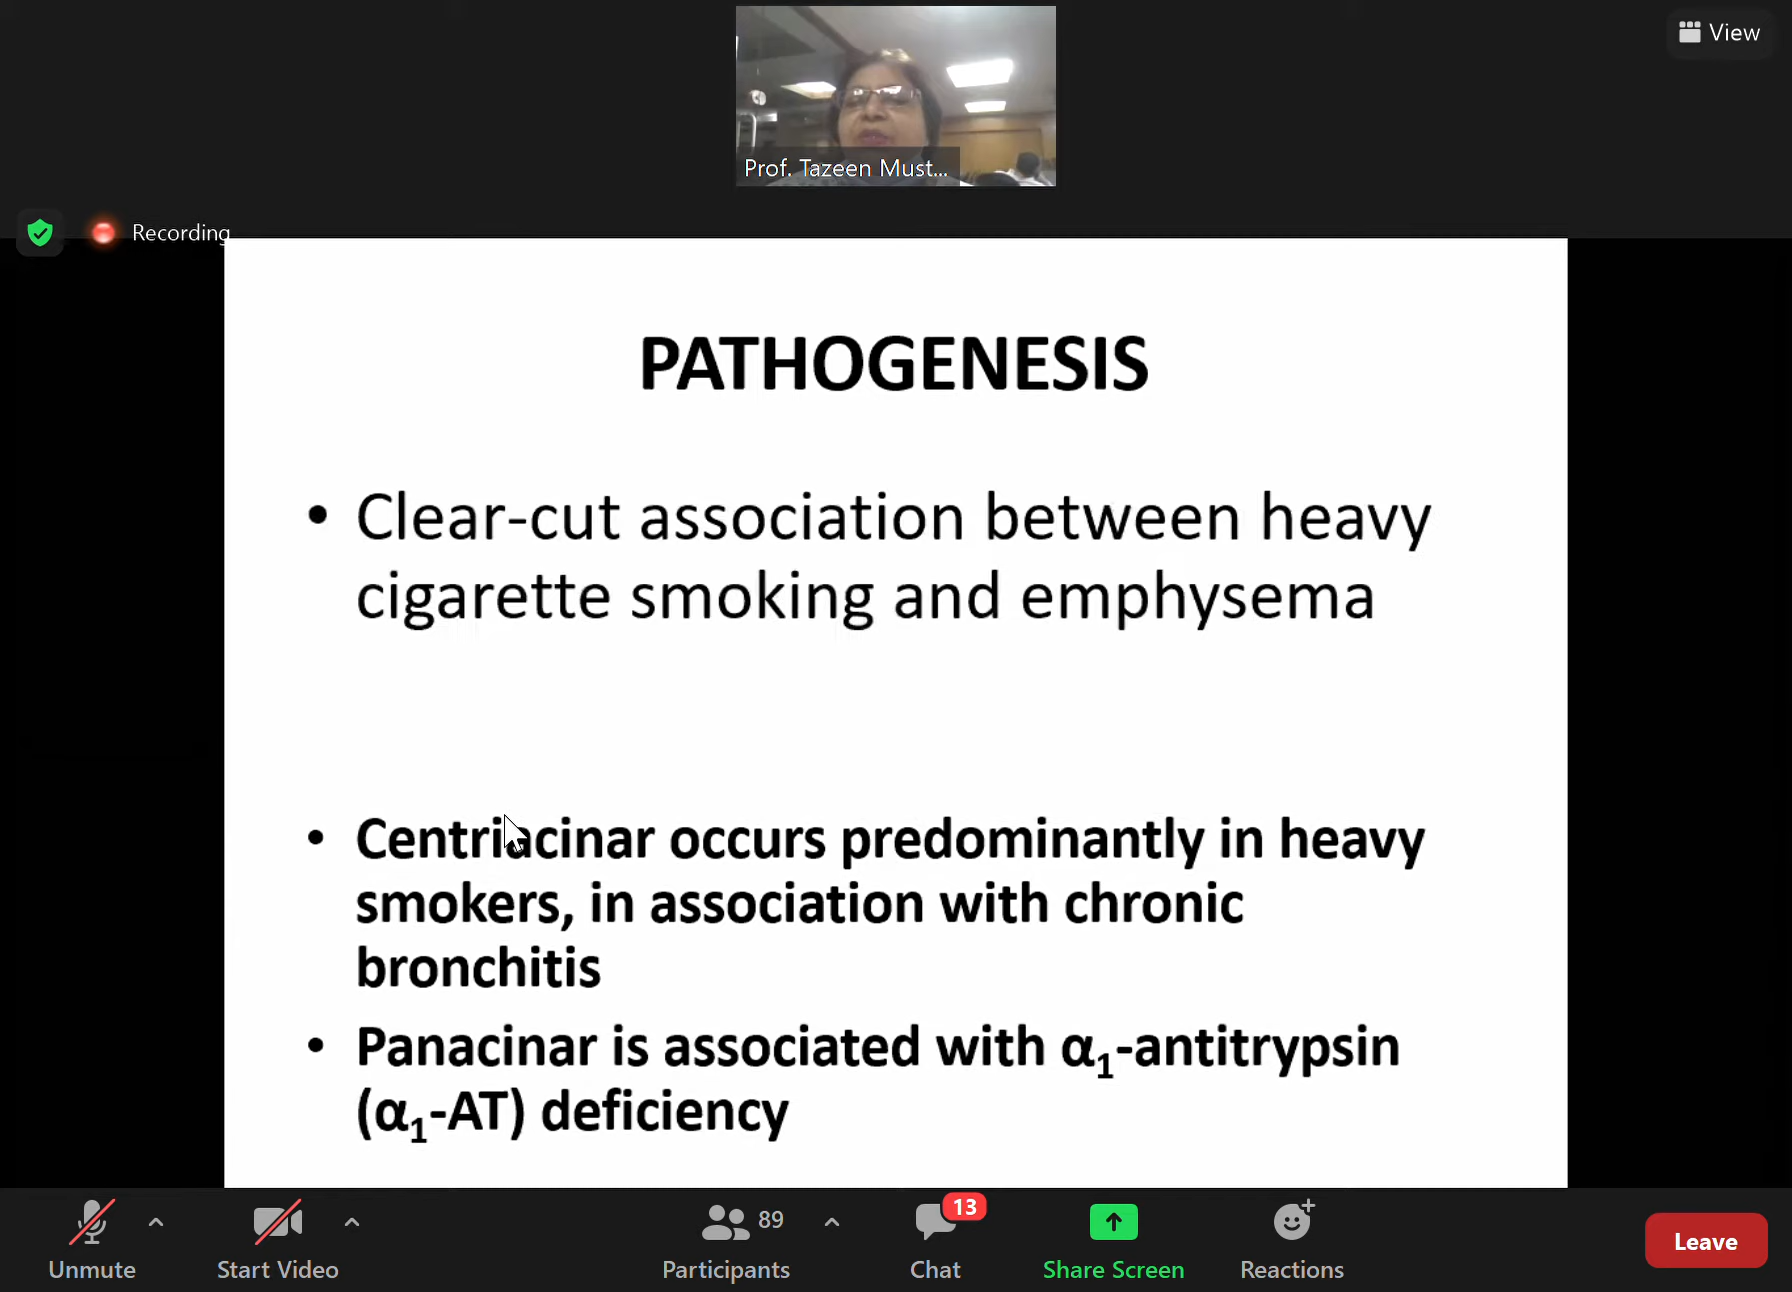 View
Prof. Tazeen Must...
Recording
PATHOGENESIS
• Clear-cut association between heavy
cigarette smoking and emphysema
• Centriacinar occurs predominantly in heavy
smokers, in association with chronic
bronchitis
• Panacinar is associated with α₁-antitrypsin
(α₁-AT) deficiency
Unmute
Start Video
89
Participants
13
Chat
Share Screen
Reactions
Leave